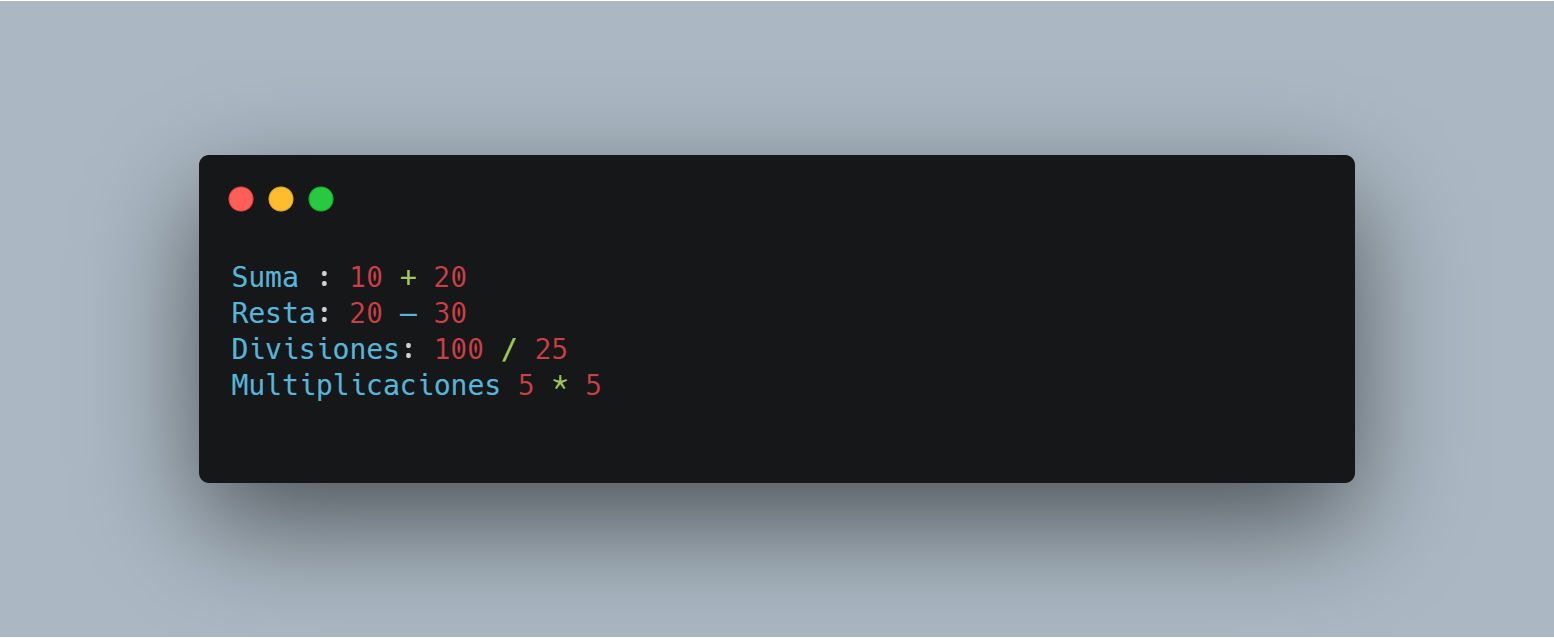 Suma : 10 + 20
Resta: 20 – 30
Divisiones: 100 / 25
Multiplicaciones 5 * 5